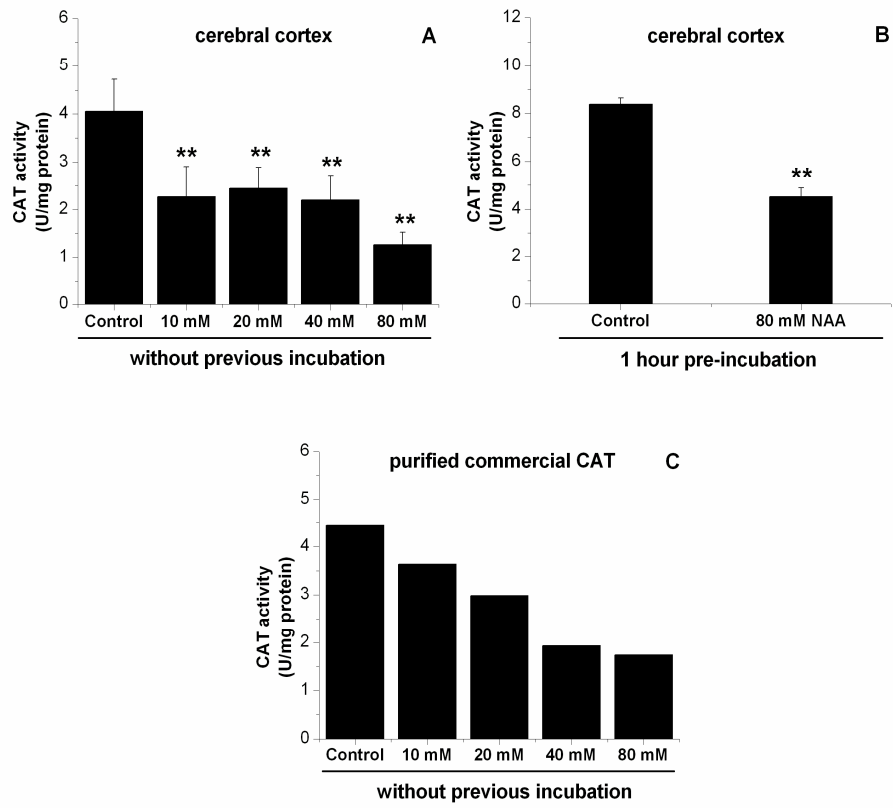 cerebral cortex
A
CAT activity
(U/mg protein)
6
5
4
3
2
1
0
**
**
**
**
Control 10 mM 20 mM 40 mM 80 mM
without previous incubation
cerebral cortex
B
CAT activity
(U/mg protein)
12
10
8
6
4
2
0
**
Control 80 mM NAA
1 hour pre-incubation
purified commercial CAT
C
CAT activity
(U/mg protein)
6
5
4
3
2
1
0
Control 10 mM 20 mM 40 mM 80 mM
without previous incubation